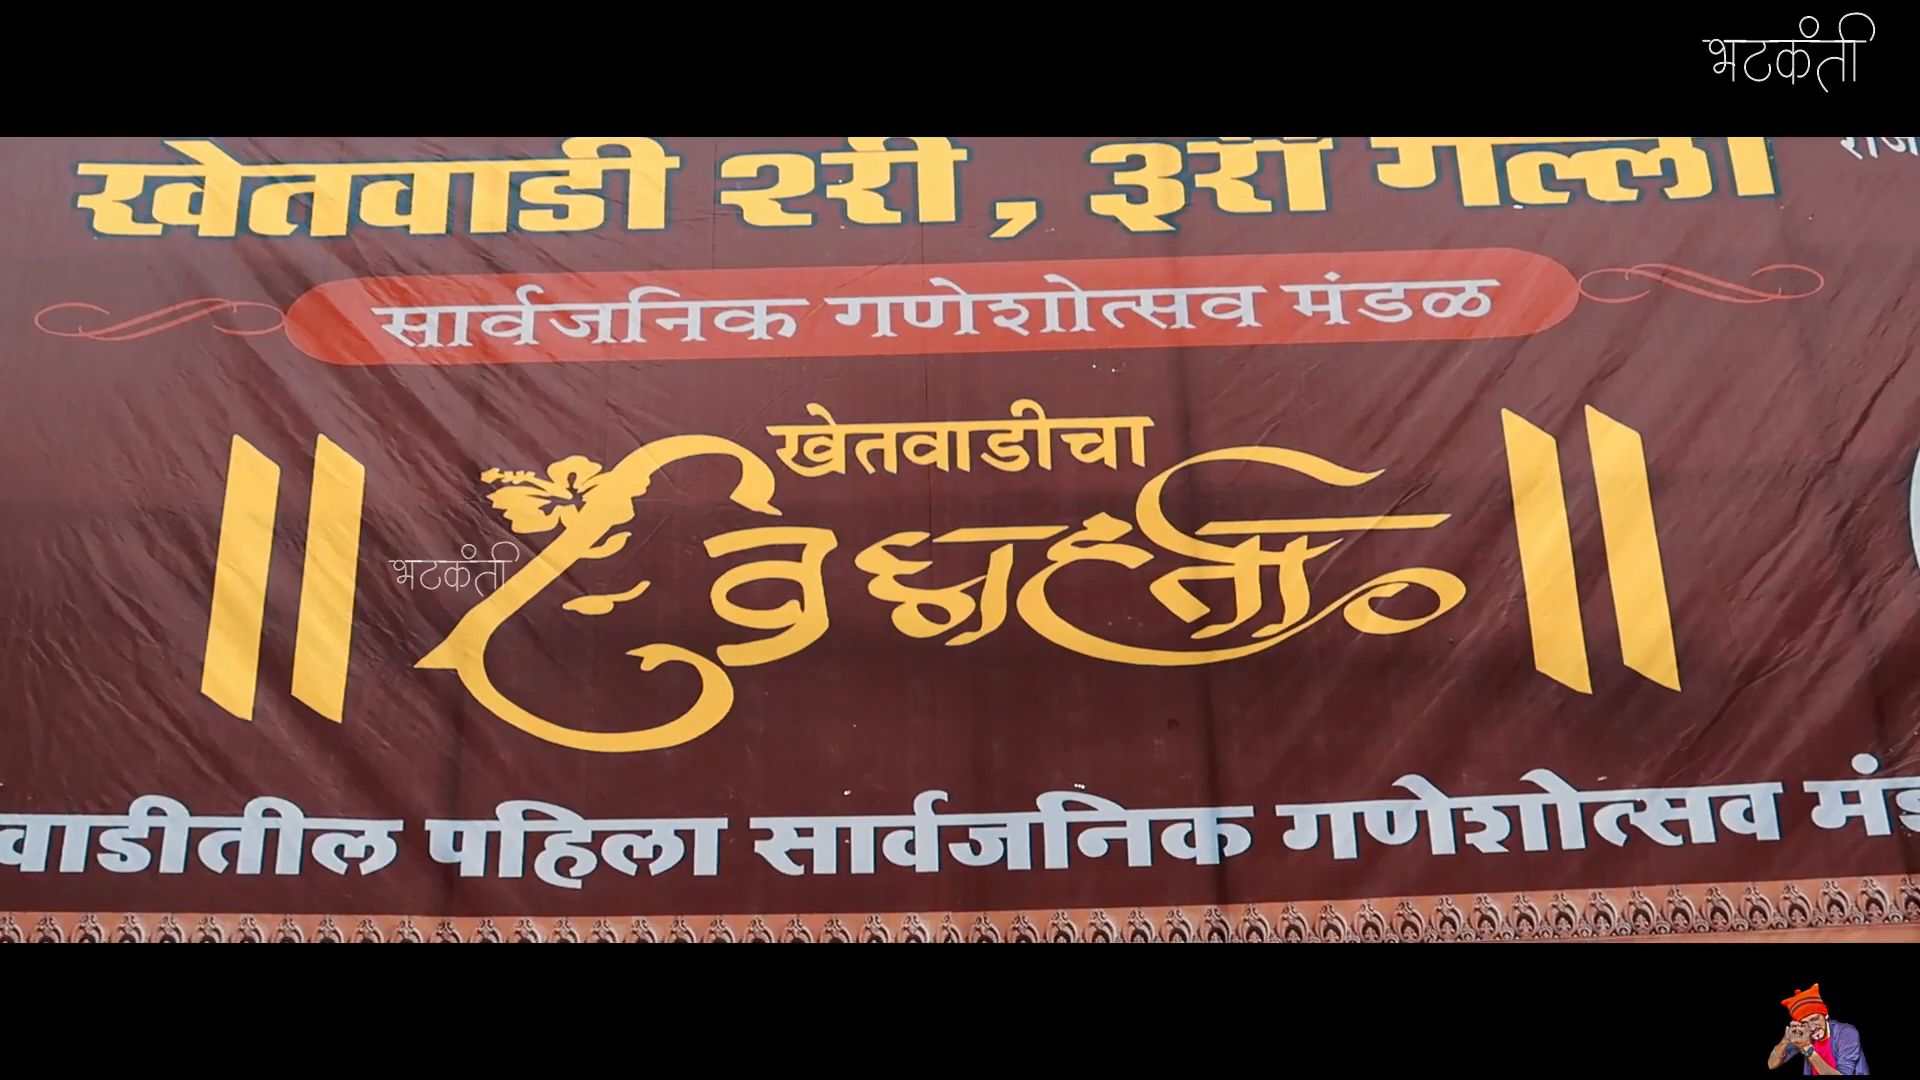 भटकंती
खेतवाडी २री, ३री गल्ली
सार्वजनिक गणेशोत्सव मंडळ
खेतवाडीचा
॥ विघ्नहर्ता ॥
भटकंती
वाडीतील पहिला सार्वजनिक गणेशोत्सव